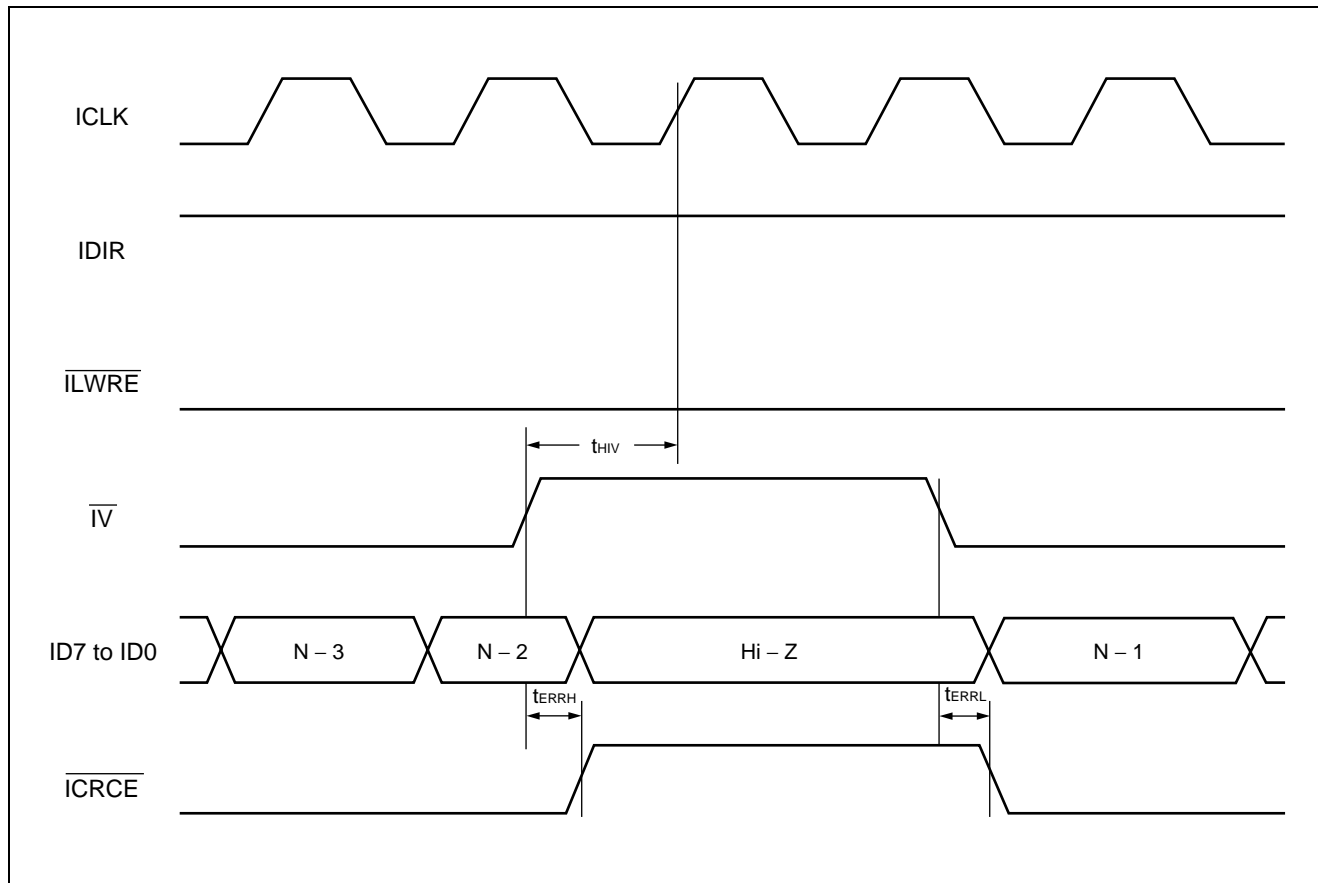 ICLK
IDIR
ILWRE
tHIV
IV
ID7 to ID0
N – 3
N – 2
Hi – Z
N – 1
tERRH
tERRL
ICRCE